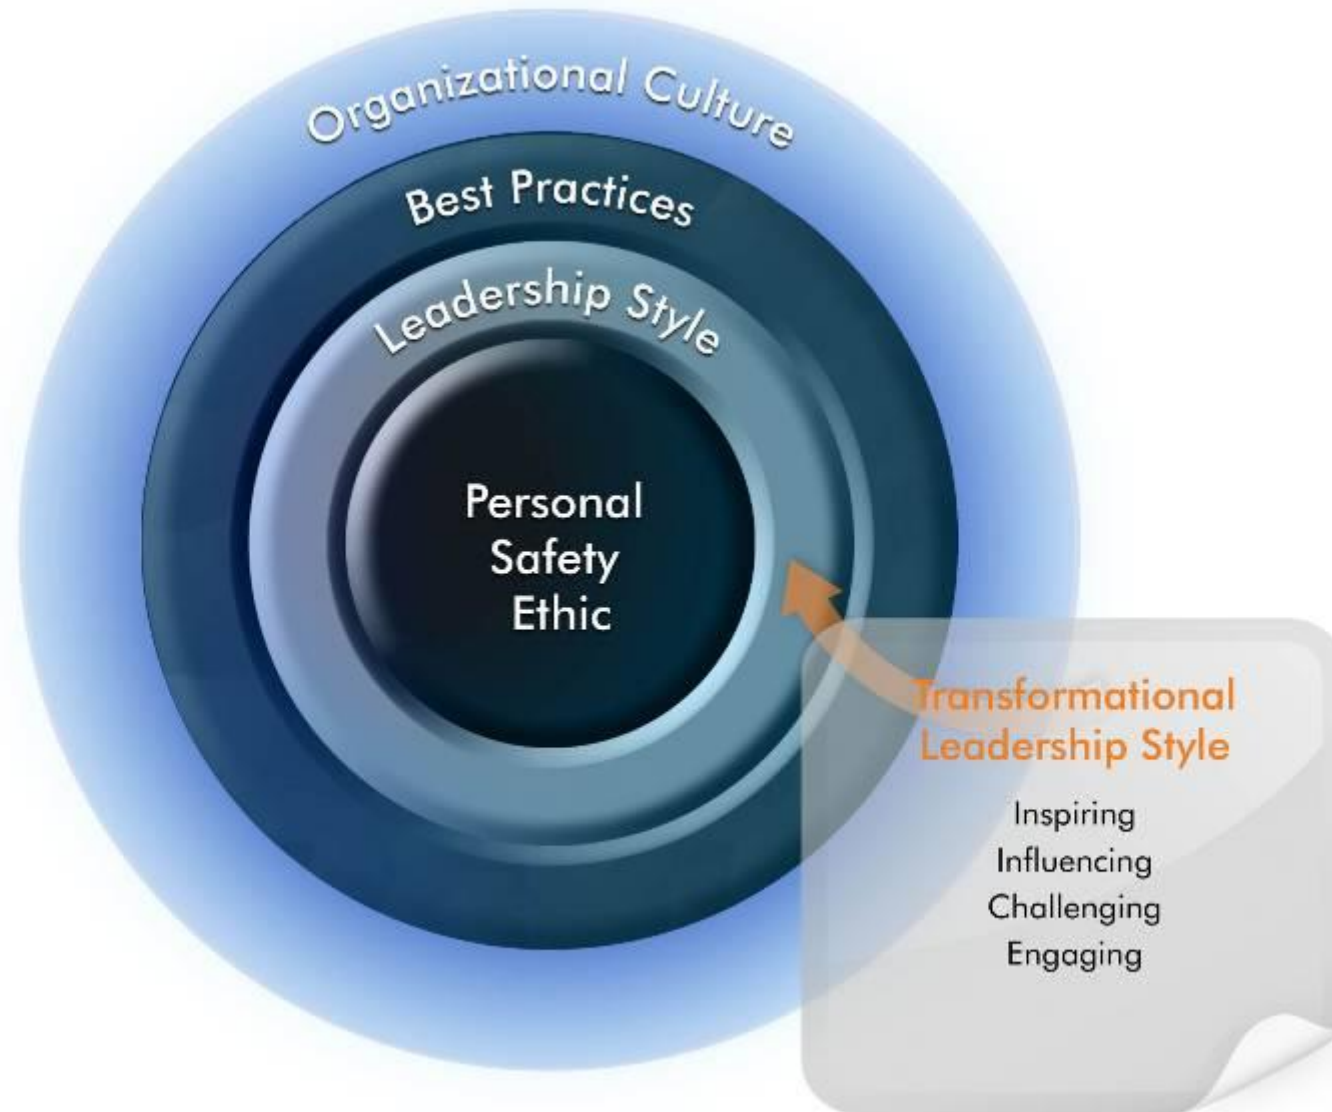 Organizational Culture
Best Practices
Leadership Style
Personal
Safety
Ethic
Transformational
Leadership Style
Inspiring
Influencing
Challenging
Engaging